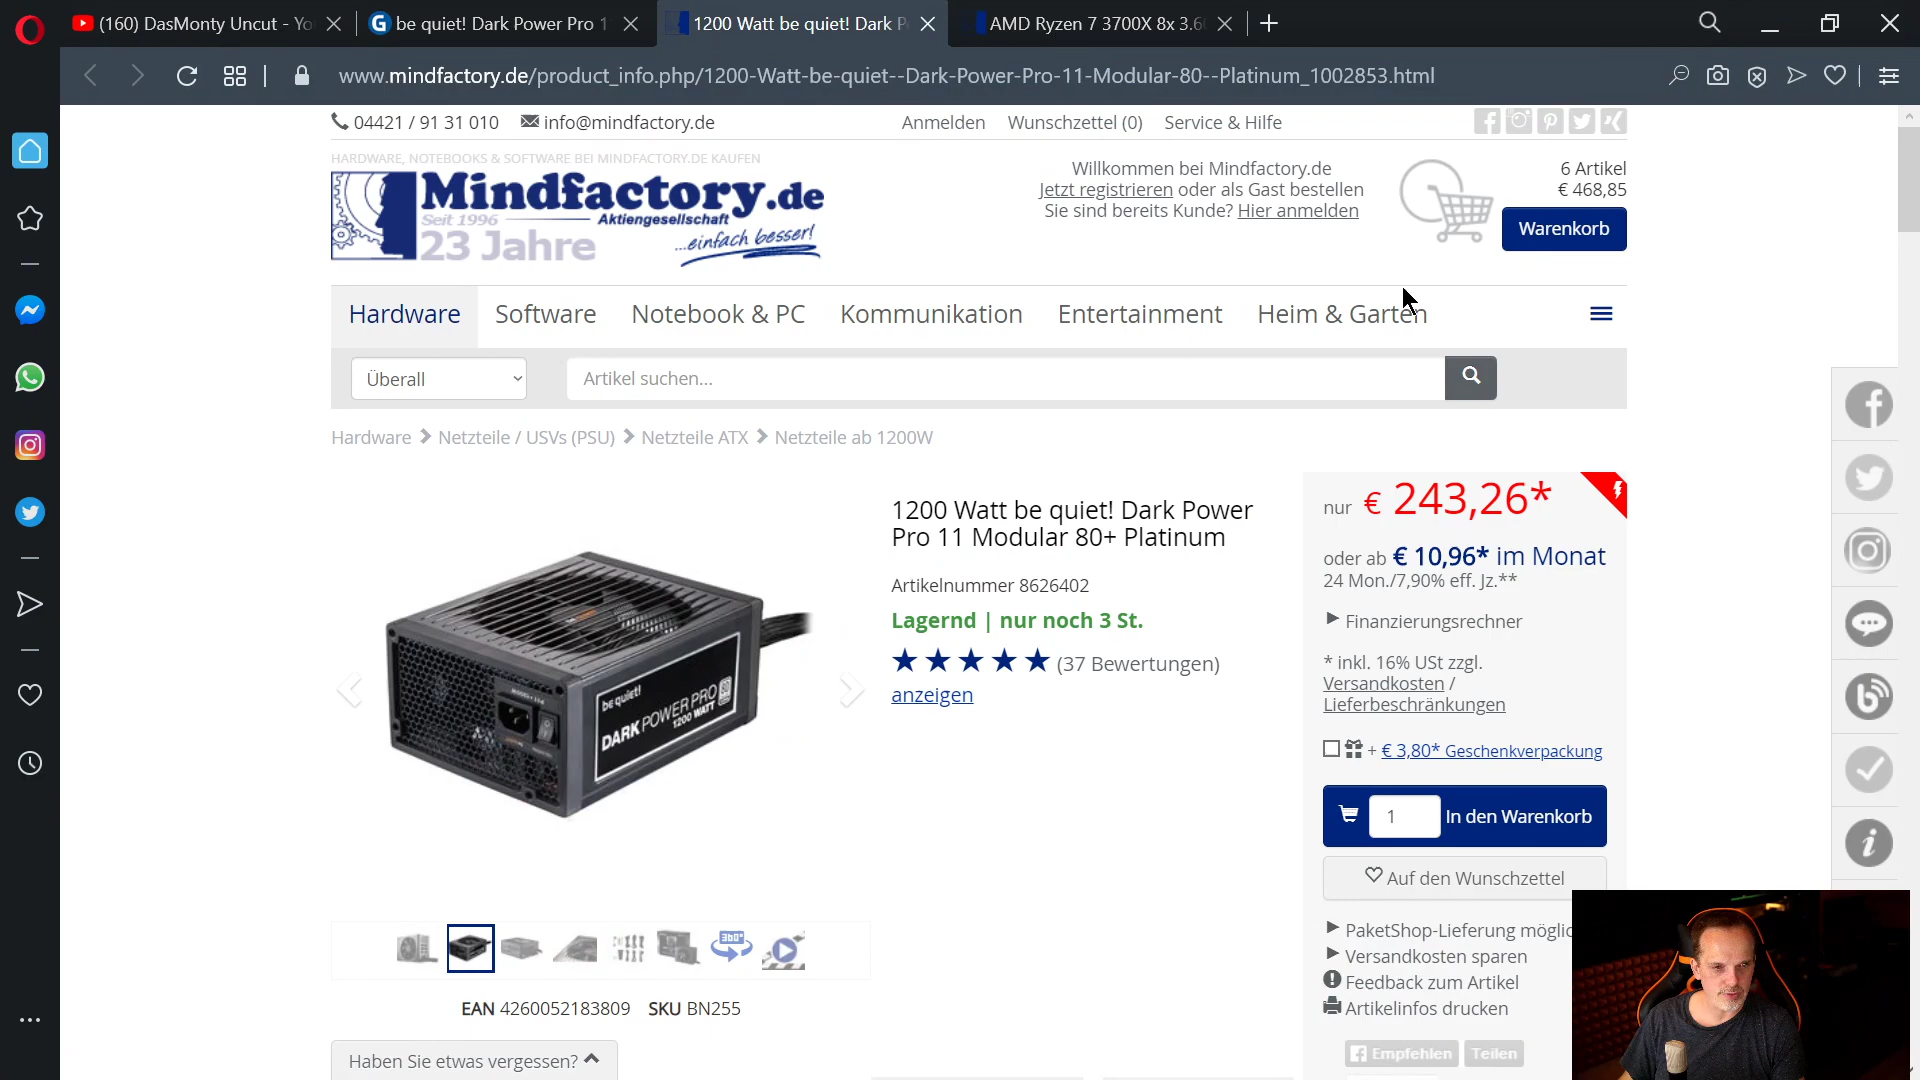 (160) DasMonty Uncut - Yo
be quiet! Dark Power Pro 1
1200 Watt be quiet! Dark P
AMD Ryzen 7 3700X 8x 3.60
www.mindfactory.de/product_info.php/1200-Watt-be-quiet--Dark-Power-Pro-11-Modular-80--Platinum_1002853.html
04421 / 91 31 010
info@mindfactory.de
Anmelden
Wunschzettel (0)
Service & Hilfe
HARDWARE, NOTEBOOKS & SOFTWARE BEI MINDFACTORY.DE KAUFEN
Mindfactory.de
Seit 1996
Aktiengesellschaft
23 Jahre
...einfach besser!
Willkommen bei Mindfactory.de
Jetzt registrieren oder als Gast bestellen
Sie sind bereits Kunde? Hier anmelden
6 Artikel
€ 468,85
Warenkorb
Hardware
Software
Notebook & PC
Kommunikation
Entertainment
Heim & Garten
Überall
Artikel suchen...
Hardware > Netzteile / USVs (PSU) > Netzteile ATX > Netzteile ab 1200W
be quiet!
DARK POWER PRO
1200 WATT
1200 Watt be quiet! Dark Power
Pro 11 Modular 80+ Platinum
Artikelnummer 8626402
Lagernd | nur noch 3 St.
(37 Bewertungen)
anzeigen
nur € 243,26*
oder ab € 10,96* im Monat
24 Mon./7,90% eff. Jz.**
Finanzierungsrechner
* inkl. 16% USt zzgl.
Versandkosten /
Lieferbeschränkungen
+ € 3,80* Geschenkverpackung
1 In den Warenkorb
Auf den Wunschzettel
PaketShop-Lieferung möglic
Versandkosten sparen
Feedback zum Artikel
Artikelinfos drucken
Empfehlen
Teilen
360°
EAN 4260052183809 SKU BN255
Haben Sie etwas vergessen?